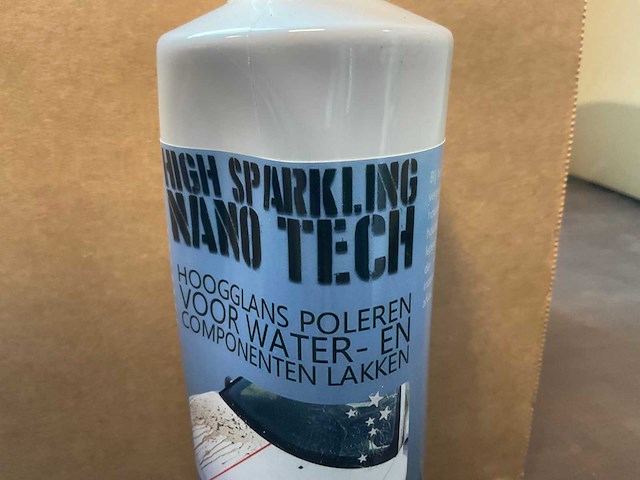 HIGH SPARKLING
NANO TECH
HOOGGLANS POLEREN
VOOR WATER- EN
COMPONENTEN LAKKEN